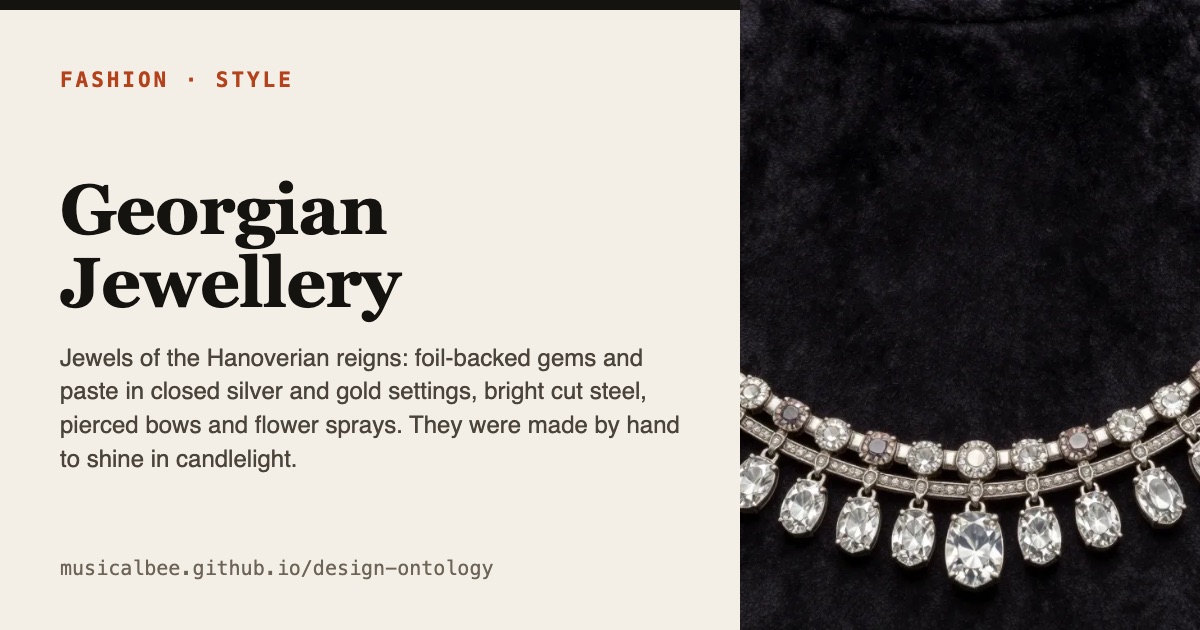 FASHION · STYLE
Georgian
Jewellery
Jewels of the Hanoverian reigns: foil-backed gems and
paste in closed silver and gold settings, bright cut steel,
pierced bows and flower sprays. They were made by hand
to shine in candlelight.
musicalbee.github.io/design-ontology